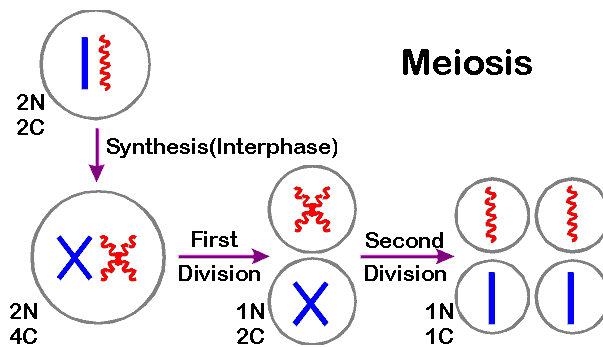 Meiosis
2N
2C
Synthesis(Interphase)
2N
4C
First
Division
1N
2C
Second
Division
1N
1C